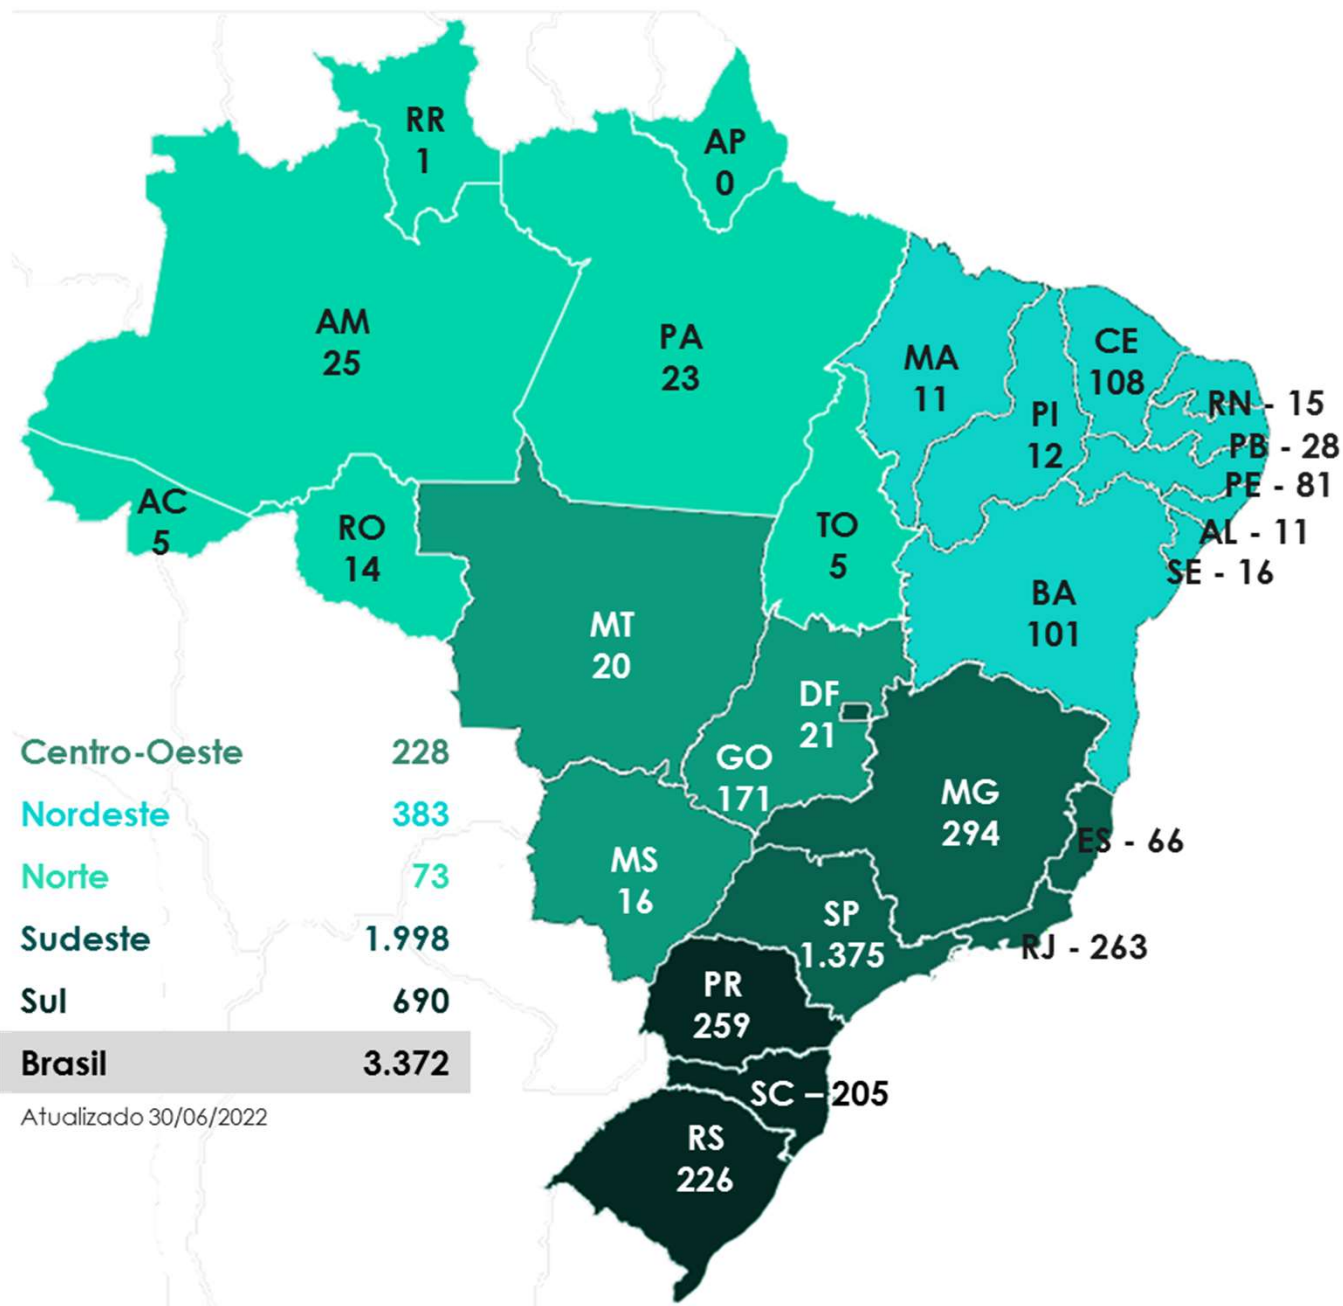 RR
1
AP
0
AM
25
PA
23
MA
11
CE
108
PI
12
RN - 15
PB - 28
PE - 81
AL - 11
SE - 16
AC
5
RO
14
TO
5
BA
101
MT
20
DF
21
GO
171
MG
294
ES - 66
MS
16
SP
1.375
RJ - 263
PR
259
SC – 205
RS
226
Centro-Oeste 228
Nordeste 383
Norte 73
Sudeste 1.998
Sul 690
Brasil 3.372
Atualizado 30/06/2022